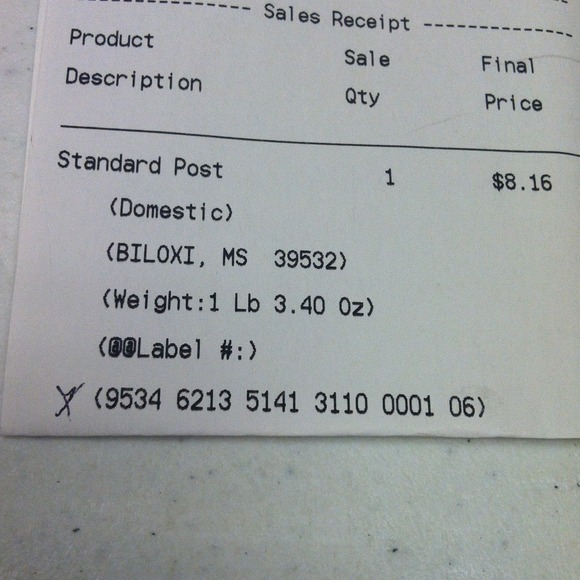 --------- Sales Receipt ------------
Product Sale Final
Description Qty Price
Standard Post 1 $8.16
(Domestic)
(BILOXI, MS 39532)
(Weight:1 Lb 3.40 Oz)
(@@Label #:)
X (9534 6213 5141 3110 0001 06)